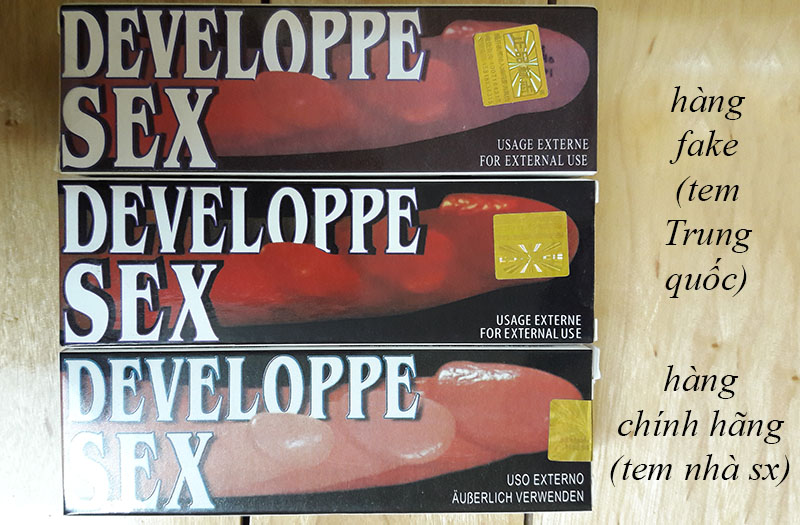 DEVELOPPE
SEX
USAGE EXTERNE
FOR EXTERNAL USE
DEVELOPPE
SEX
USAGE EXTERNE
FOR EXTERNAL USE
DEVELOPPE
SEX
USO EXTERNO
ÄUßERLICH VERWENDEN
hàng
fake
(tem
Trung
quốc)
hàng
chính hãng
(tem nhà sx)